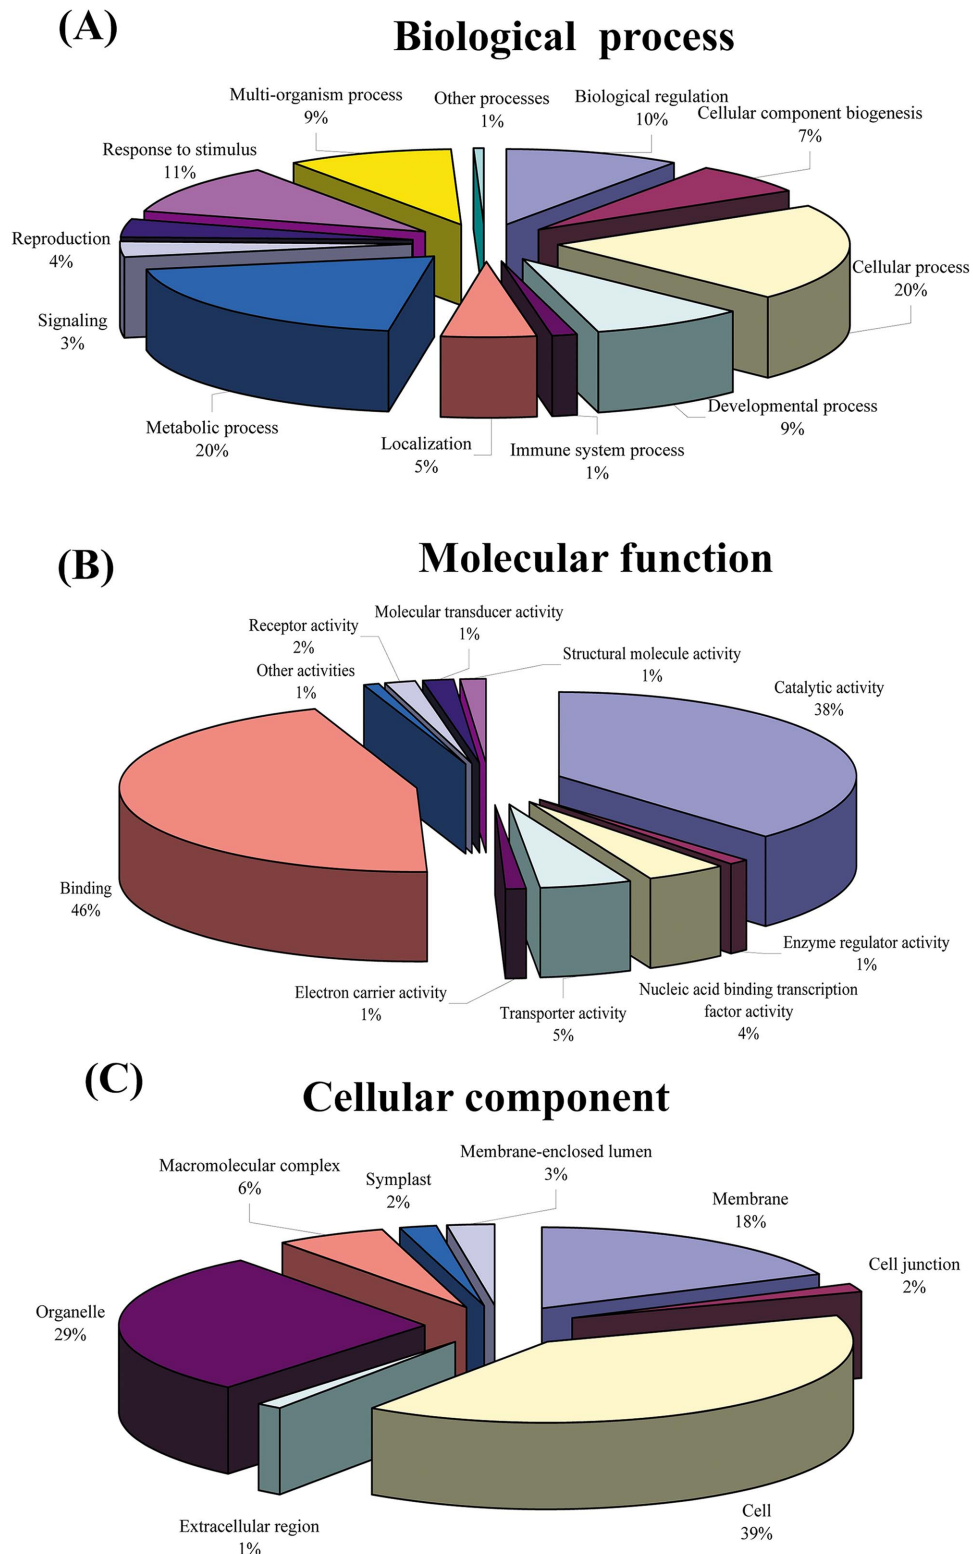 (A)
Biological process
Multi-organism process
9%
Other processes
1%
Biological regulation
10%
Cellular component biogenesis
7%
Response to stimulus
11%
Reproduction
4%
Cellular process
20%
Signaling
3%
Metabolic process
20%
Localization
5%
Immune system process
1%
Developmental process
9%
(B)
Molecular function
Molecular transducer activity
1%
Receptor activity
2%
Other activities
1%
Structural molecule activity
1%
Catalytic activity
38%
Binding
46%
Enzyme regulator activity
1%
Electron carrier activity
1%
Transporter activity
5%
Nucleic acid binding transcription
factor activity
4%
(C)
Cellular component
Macromolecular complex
6%
Symplast
2%
Membrane-enclosed lumen
3%
Membrane
18%
Cell junction
2%
Organelle
29%
Extracellular region
1%
Cell
39%